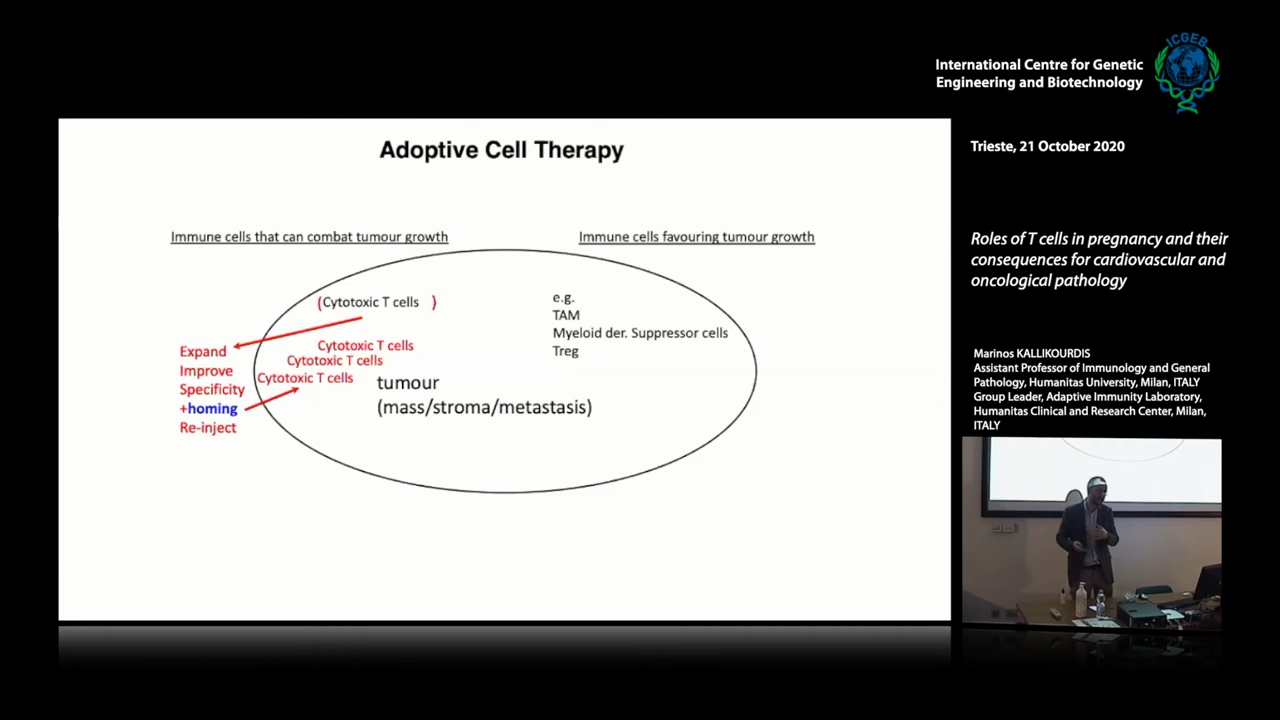 ICGEB
International Centre for Genetic
Engineering and Biotechnology
Trieste, 21 October 2020
Roles of T cells in pregnancy and their
consequences for cardiovascular and
oncological pathology
Marinos KALLIKOURDIS
Assistant Professor of Immunology and General
Pathology, Humanitas University, Milan, ITALY
Group Leader, Adaptive Immunity Laboratory,
Humanitas Clinical and Research Center, Milan,
ITALY
Adoptive Cell Therapy
Immune cells that can combat tumour growth
Immune cells favouring tumour growth
(Cytotoxic T cells )
Cytotoxic T cells
Cytotoxic T cells
Cytotoxic T cells
Expand
Improve
Specificity
+homing
Re-inject
tumour
(mass/stroma/metastasis)
e.g.
TAM
Myeloid der. Suppressor cells
Treg